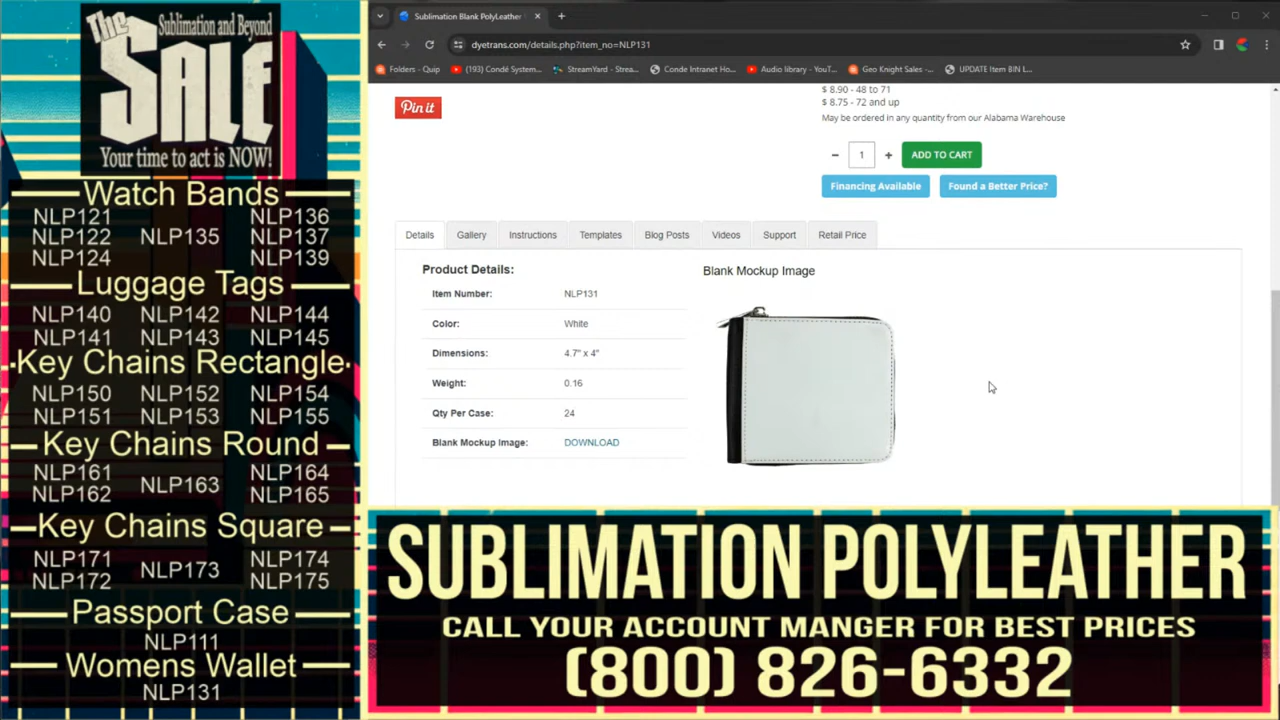 The
Sublimation and Beyond
SALE
Your time to act is NOW!
Watch Bands
NLP121 NLP136
NLP122 NLP135 NLP137
NLP124 NLP139
Luggage Tags
NLP140 NLP142 NLP144
NLP141 NLP143 NLP145
Key Chains Rectangle
NLP150 NLP152 NLP154
NLP151 NLP153 NLP155
Key Chains Round
NLP161 NLP164
NLP162 NLP163 NLP165
Key Chains Square
NLP171 NLP174
NLP172 NLP173 NLP175
Passport Case
NLP111
Womens Wallet
NLP131
Sublimation Blank PolyLeather
dyetrans.com/details.php?item_no=NLP131
Folders - Quip (193) Condé System... StreamYard - Strea... Conde Intranet Ho... Audio library - YouT... Geo Knight Sales -... UPDATE Item BIN L...
Pin it
$ 8.90 - 48 to 71
$ 8.75 - 72 and up
May be ordered in any quantity from our Alabama Warehouse
− 1 + ADD TO CART
Financing Available Found a Better Price?
Details Gallery Instructions Templates Blog Posts Videos Support Retail Price
Product Details:
Item Number: NLP131
Color: White
Dimensions: 4.7" x 4"
Weight: 0.16
Qty Per Case: 24
Blank Mockup Image: DOWNLOAD
Blank Mockup Image
SUBLIMATION POLYLEATHER
CALL YOUR ACCOUNT MANGER FOR BEST PRICES
(800) 826-6332